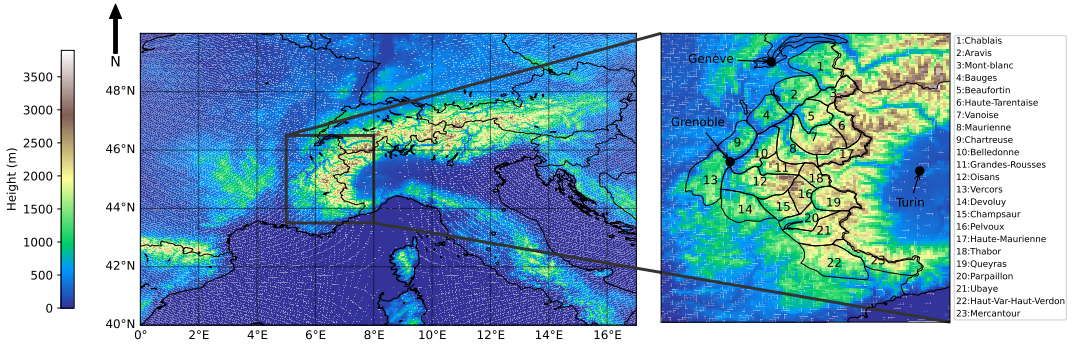 Height (m)
3500
3000
2500
2000
1500
1000
500
0
N
48°N
46°N
44°N
42°N
40°N
0°
2°E
4°E
6°E
8°E
10°E
12°E
14°E
16°E
Genève
Grenoble
Turin
1
2
3
4
5
6
7
8
9
10
11
12
13
14
15
16
17
18
19
20
21
22
23
1:Chablais
2:Aravis
3:Mont-blanc
4:Bauges
5:Beaufortin
6:Haute-Tarentaise
7:Vanoise
8:Maurienne
9:Chartreuse
10:Belledonne
11:Grandes-Rousses
12:Oisans
13:Vercors
14:Devoluy
15:Champsaur
16:Pelvoux
17:Haute-Maurienne
18:Thabor
19:Queyras
20:Parpaillon
21:Ubaye
22:Haut-Var-Haut-Verdon
23:Mercantour